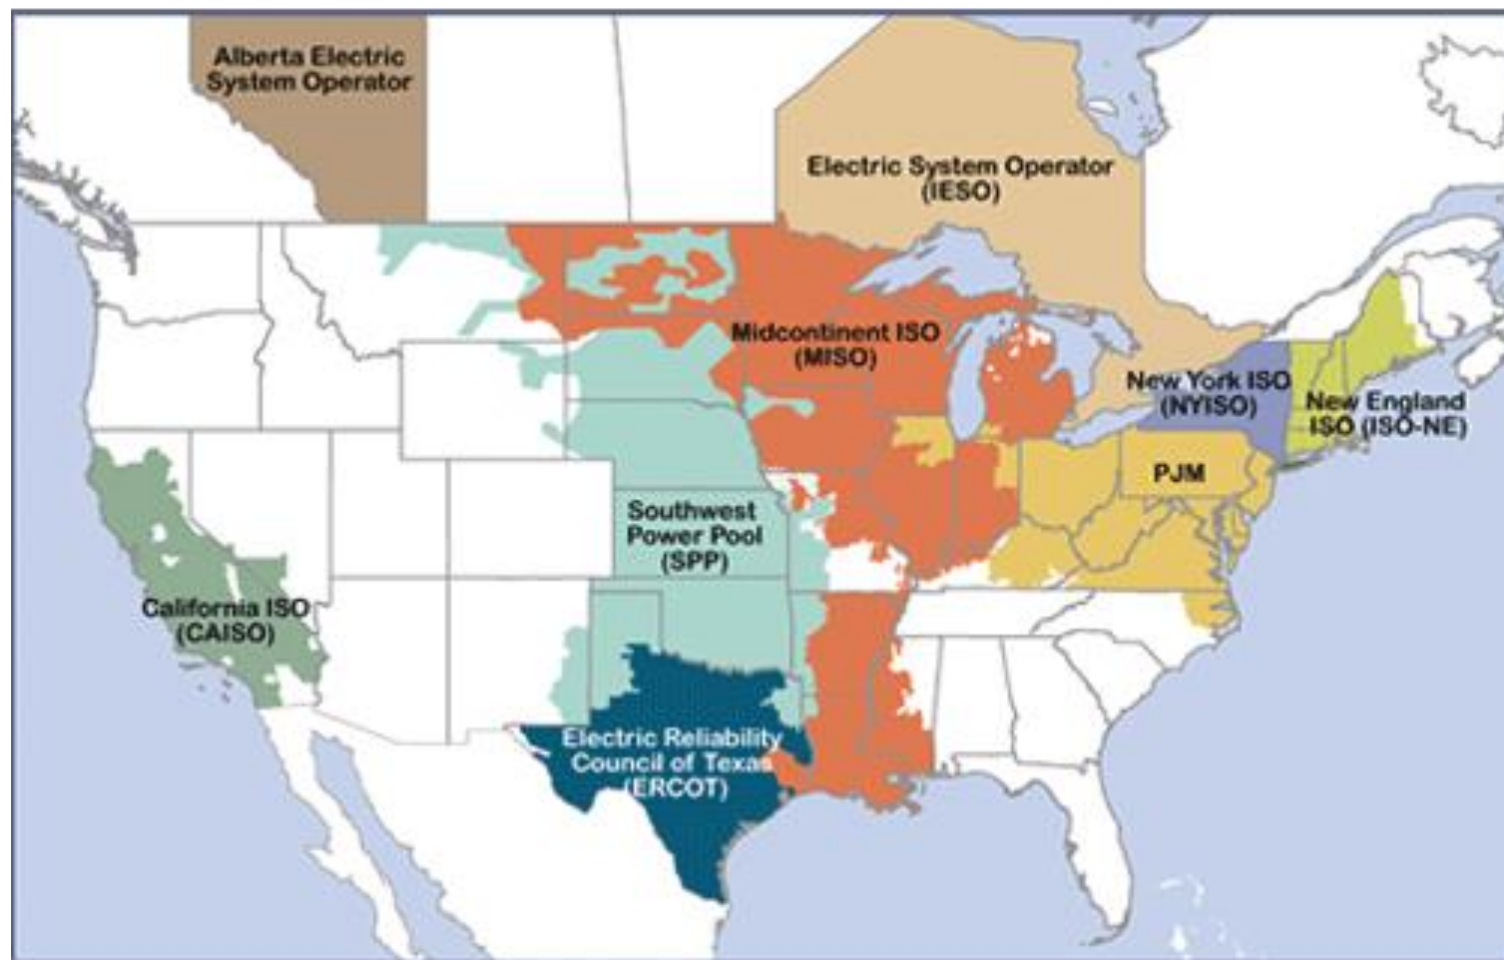 Alberta Electric
System Operator
Electric System Operator
(IESO)
Midcontinent ISO
(MISO)
New York ISO
(NYISO)
New England
ISO (ISO-NE)
PJM
Southwest
Power Pool
(SPP)
California ISO
(CAISO)
Electric Reliability
Council of Texas
(ERCOT)